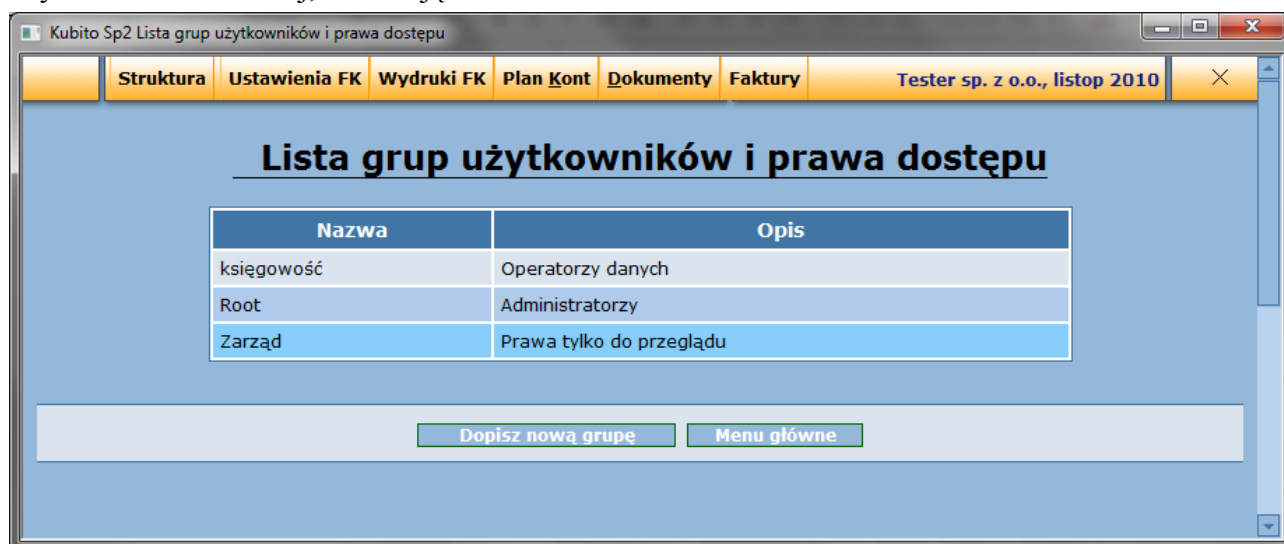 Kubito Sp2 Lista grup użytkowników i prawa dostępu
Struktura Ustawienia FK Wydruki FK Plan Kont Dokumenty Faktury Tester sp. z o.o., listop 2010
Lista grup użytkowników i prawa dostępu
Nazwa Opis
księgowość Operatorzy danych
Root Administratorzy
Zarząd Prawa tylko do przeglądu
Dopisz nową grupę Menu główne